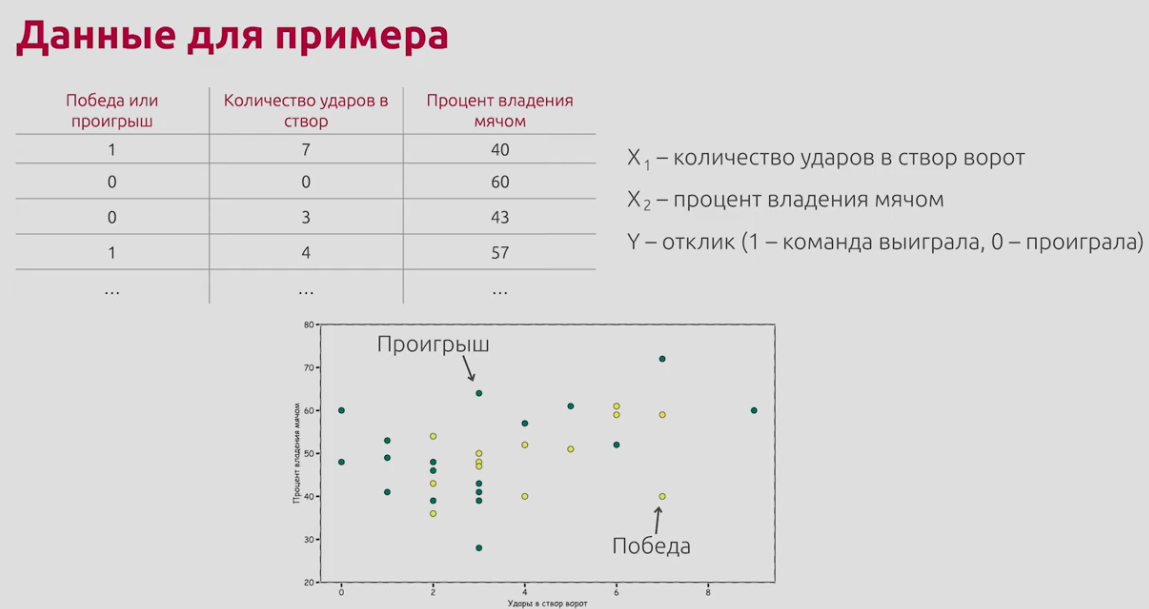 Данные для примера
Победа или проигрыш
Количество ударов в створ
Процент владения мячом
1 7 40
0 0 60
0 3 43
1 4 57
... ... ...
X1 – количество ударов в створ ворот
X2 – процент владения мячом
Y – отклик (1 – команда выиграла, 0 – проиграла)
Проигрыш
Победа
Процент владения мячом
80
70
60
50
40
30
20
0 2 4 6 8
Удары в створ ворот